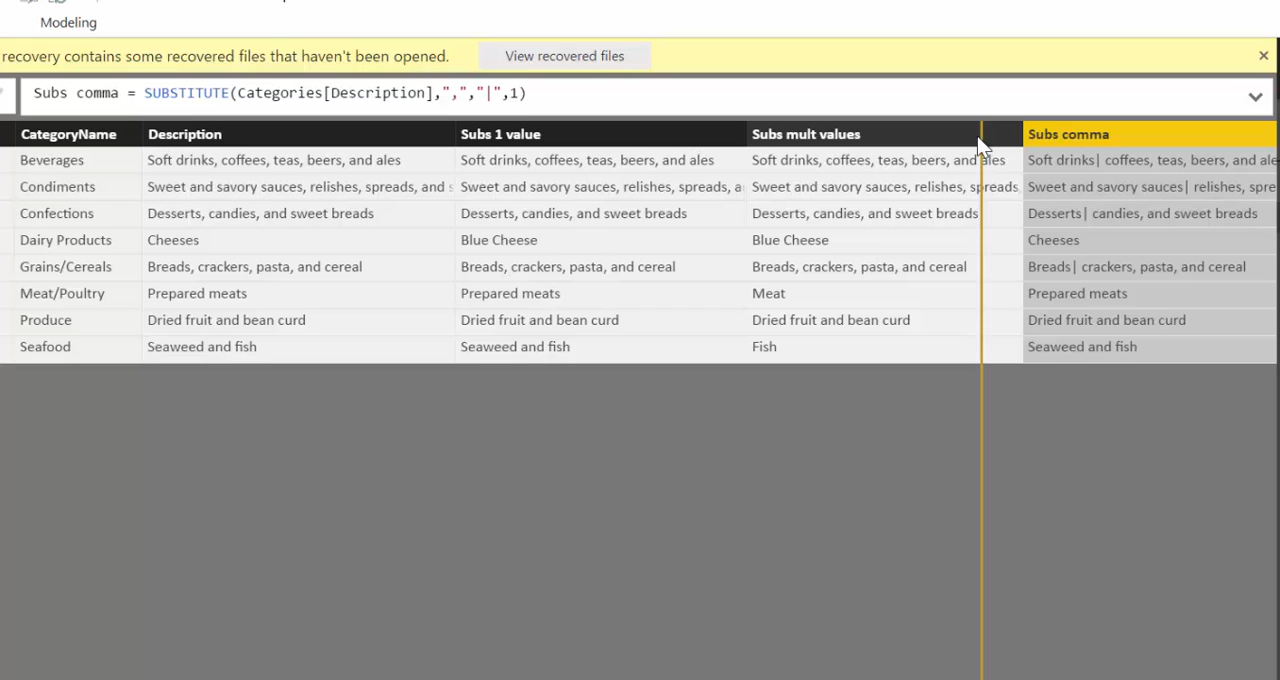 Modeling
recovery contains some recovered files that haven't been opened. View recovered files
Subs comma = SUBSTITUTE(Categories[Description],",","|",1)
CategoryName Description Subs 1 value Subs mult values Subs comma
Beverages Soft drinks, coffees, teas, beers, and ales Soft drinks, coffees, teas, beers, and ales Soft drinks, coffees, teas, beers, and ales Soft drinks| coffees, teas, beers, and ale
Condiments Sweet and savory sauces, relishes, spreads, and s Sweet and savory sauces, relishes, spreads, a Sweet and savory sauces, relishes, spreads, Sweet and savory sauces| relishes, spre
Confections Desserts, candies, and sweet breads Desserts, candies, and sweet breads Desserts, candies, and sweet breads Desserts| candies, and sweet breads
Dairy Products Cheeses Blue Cheese Blue Cheese Cheeses
Grains/Cereals Breads, crackers, pasta, and cereal Breads, crackers, pasta, and cereal Breads, crackers, pasta, and cereal Breads| crackers, pasta, and cereal
Meat/Poultry Prepared meats Prepared meats Meat Prepared meats
Produce Dried fruit and bean curd Dried fruit and bean curd Dried fruit and bean curd Dried fruit and bean curd
Seafood Seaweed and fish Seaweed and fish Fish Seaweed and fish